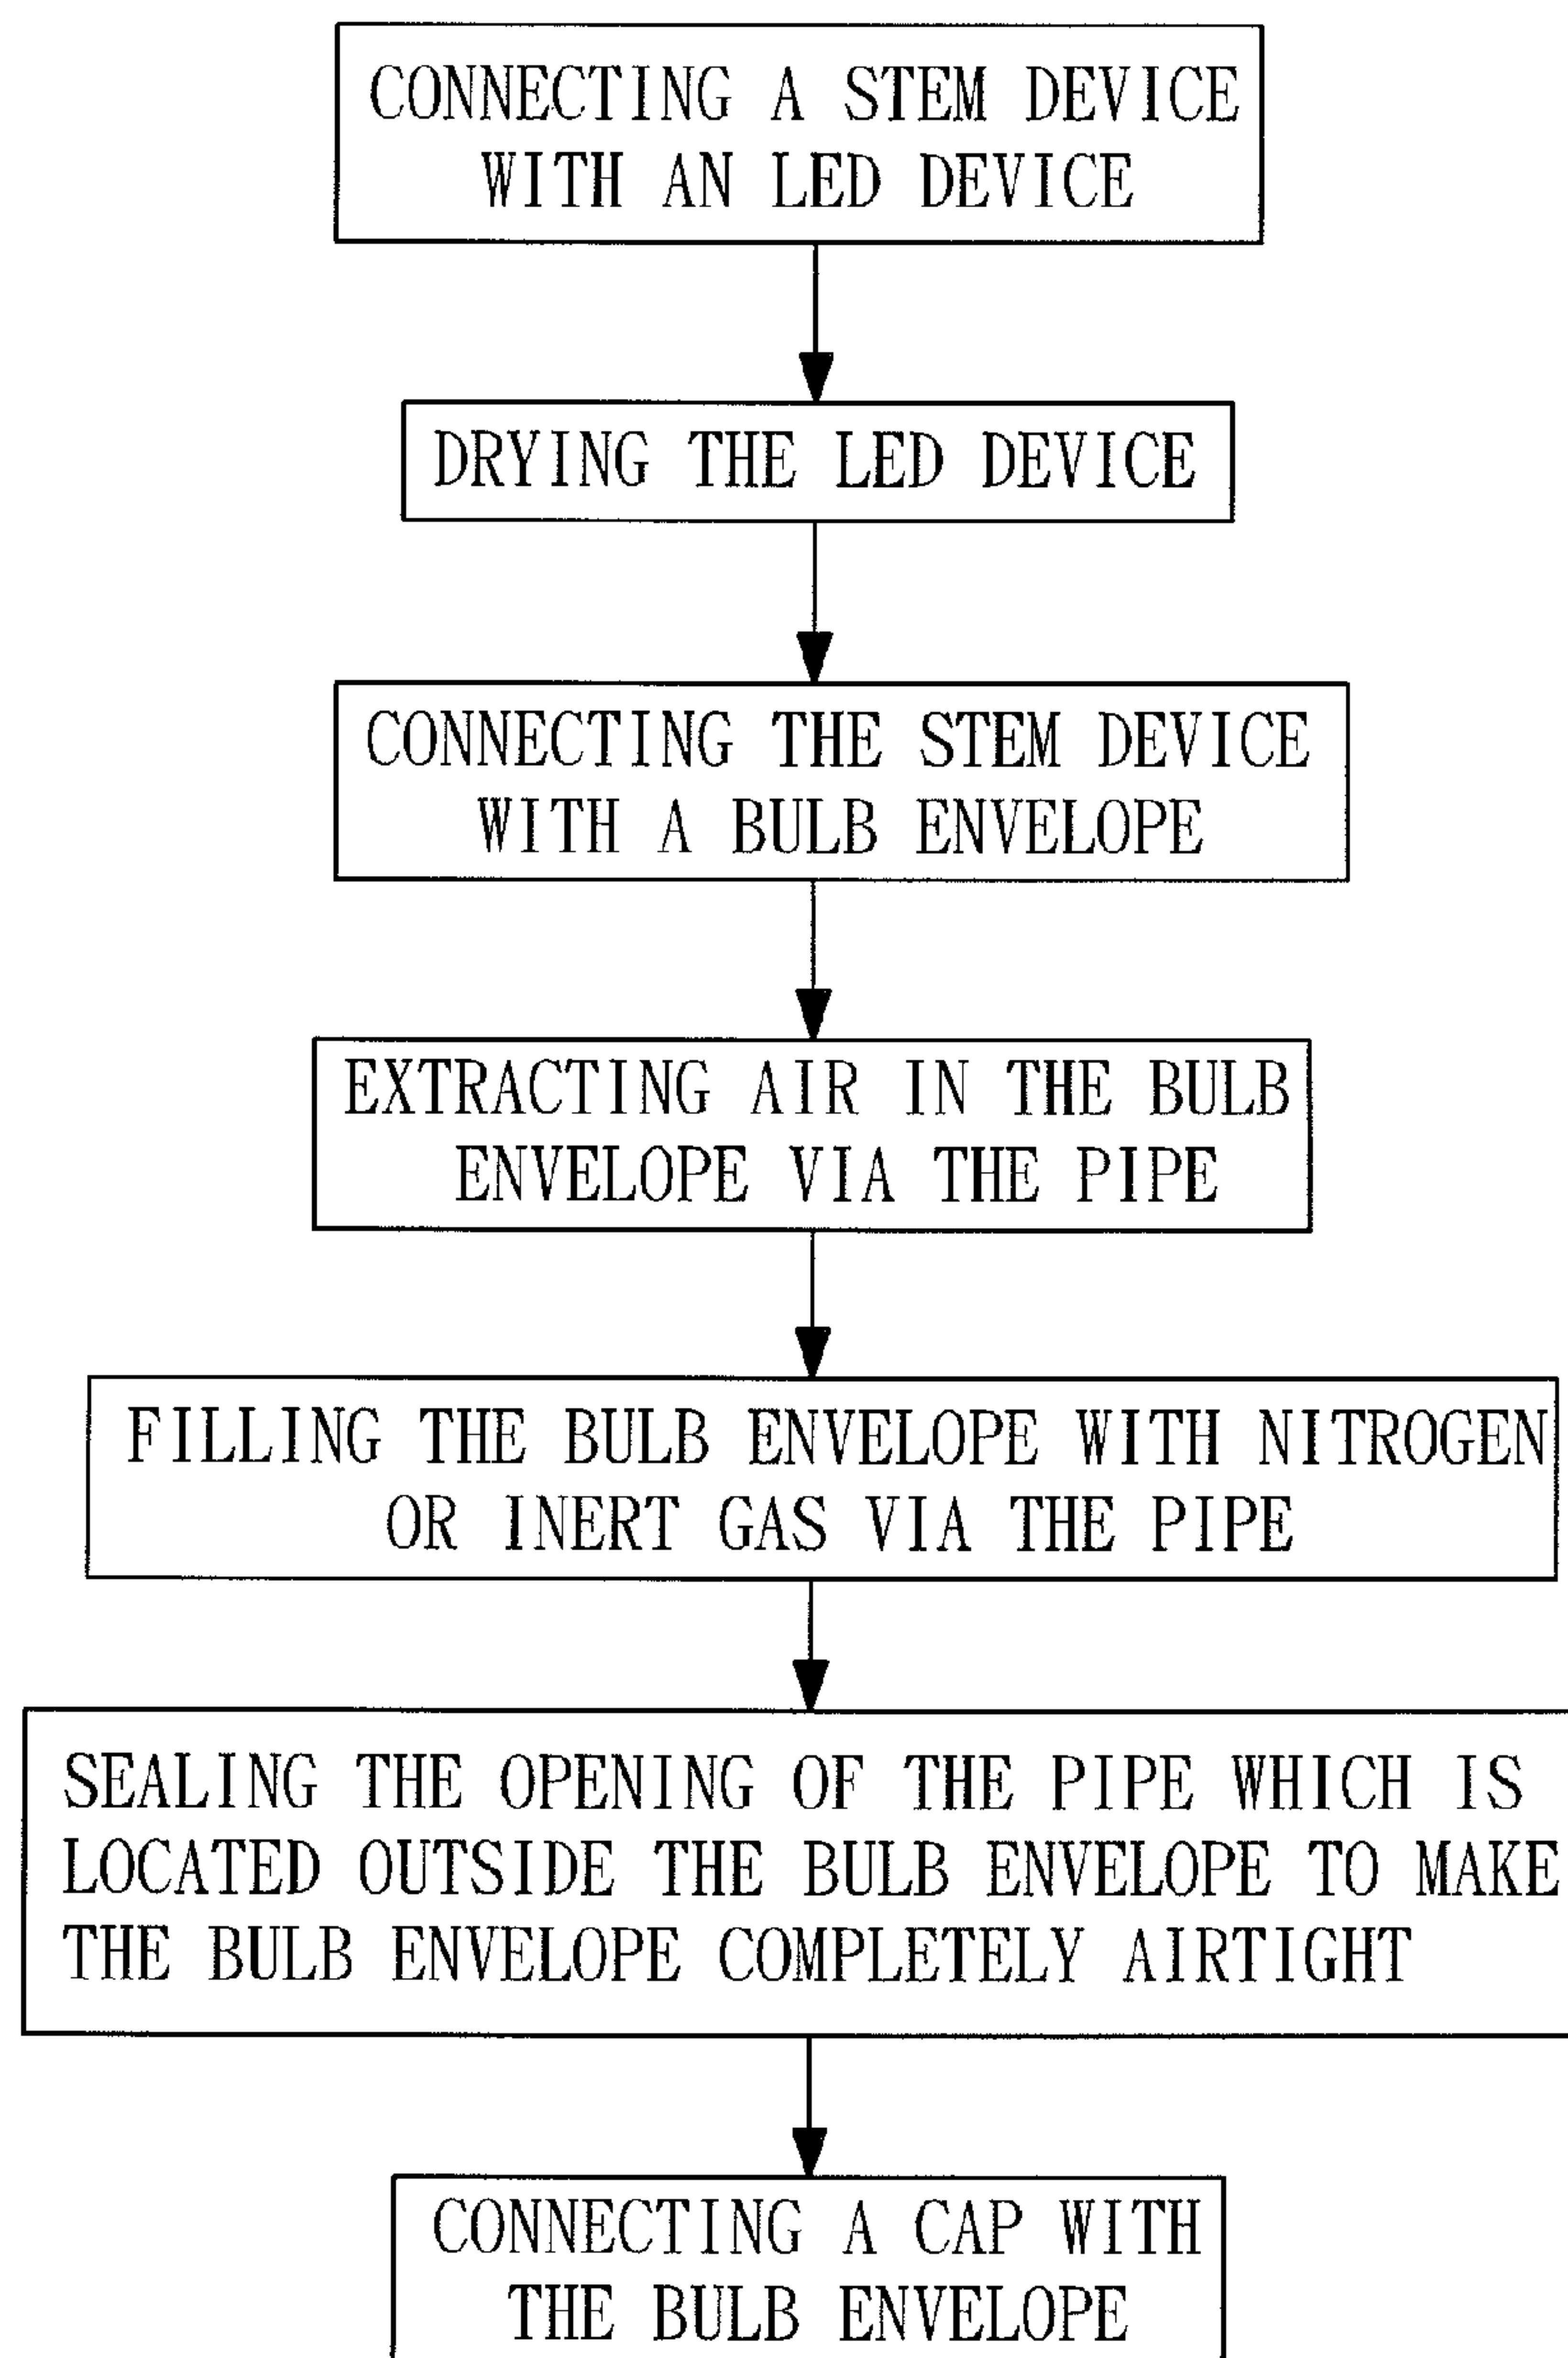 CONNECTING A STEM DEVICE
WITH AN LED DEVICE
DRYING THE LED DEVICE
CONNECTING THE STEM DEVICE
WITH A BULB ENVELOPE
EXTRACTING AIR IN THE BULB
ENVELOPE VIA THE PIPE
FILLING THE BULB ENVELOPE WITH NITROGEN
OR INERT GAS VIA THE PIPE
SEALING THE OPENING OF THE PIPE WHICH IS
LOCATED OUTSIDE THE BULB ENVELOPE TO MAKE
THE BULB ENVELOPE COMPLETELY AIRTIGHT
CONNECTING A CAP WITH
THE BULB ENVELOPE